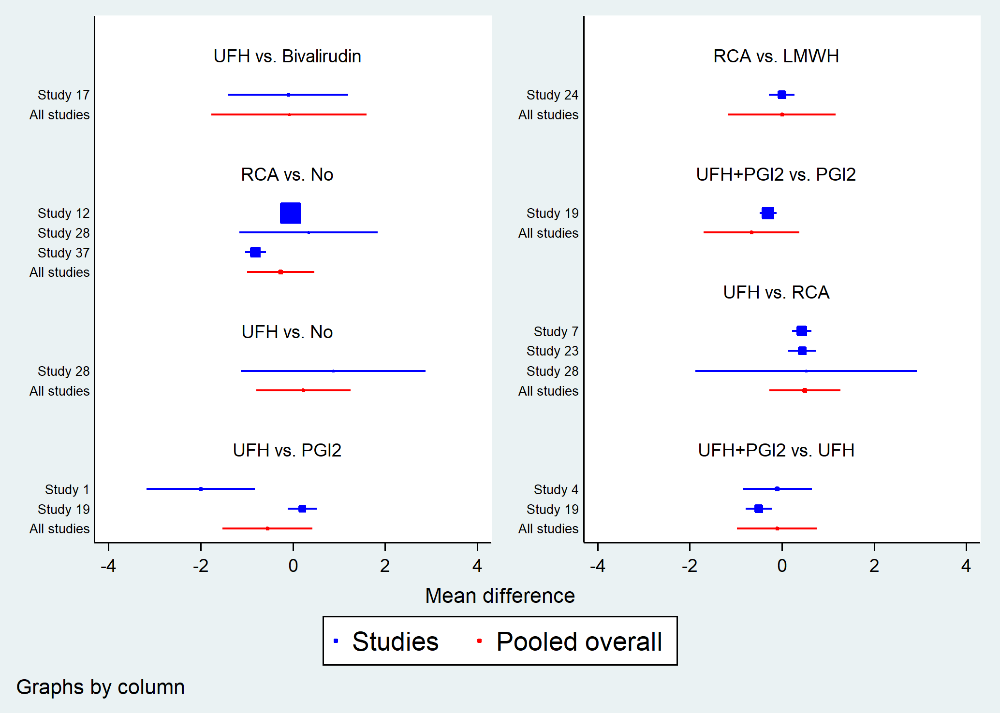 UFH vs. Bivalirudin
Study 17
All studies
RCA vs. No
Study 12
Study 28
Study 37
All studies
UFH vs. No
Study 28
All studies
UFH vs. PGl2
Study 1
Study 19
All studies
-4 -2 0 2 4
RCA vs. LMWH
Study 24
All studies
UFH+PGl2 vs. PGl2
Study 19
All studies
UFH vs. RCA
Study 7
Study 23
Study 28
All studies
UFH+PGl2 vs. UFH
Study 4
Study 19
All studies
-4 -2 0 2 4
Mean difference
Studies Pooled overall
Graphs by column